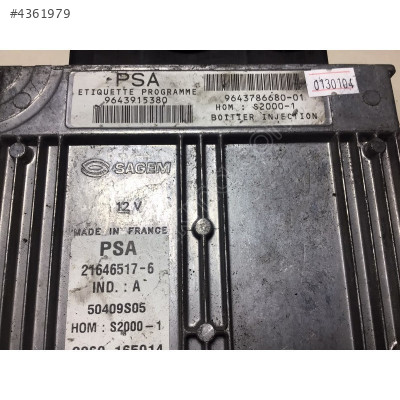 #4361979
PSA
ETIQUETTE PROGRAMME
9643915380
9643786680-01
HOM : S2000-1
BOITIER INJECTION
0130104
SAGEM
12 V
MADE IN FRANCE
PSA
21646517-6
IND. : A
50409S05
HOM : S2000-1